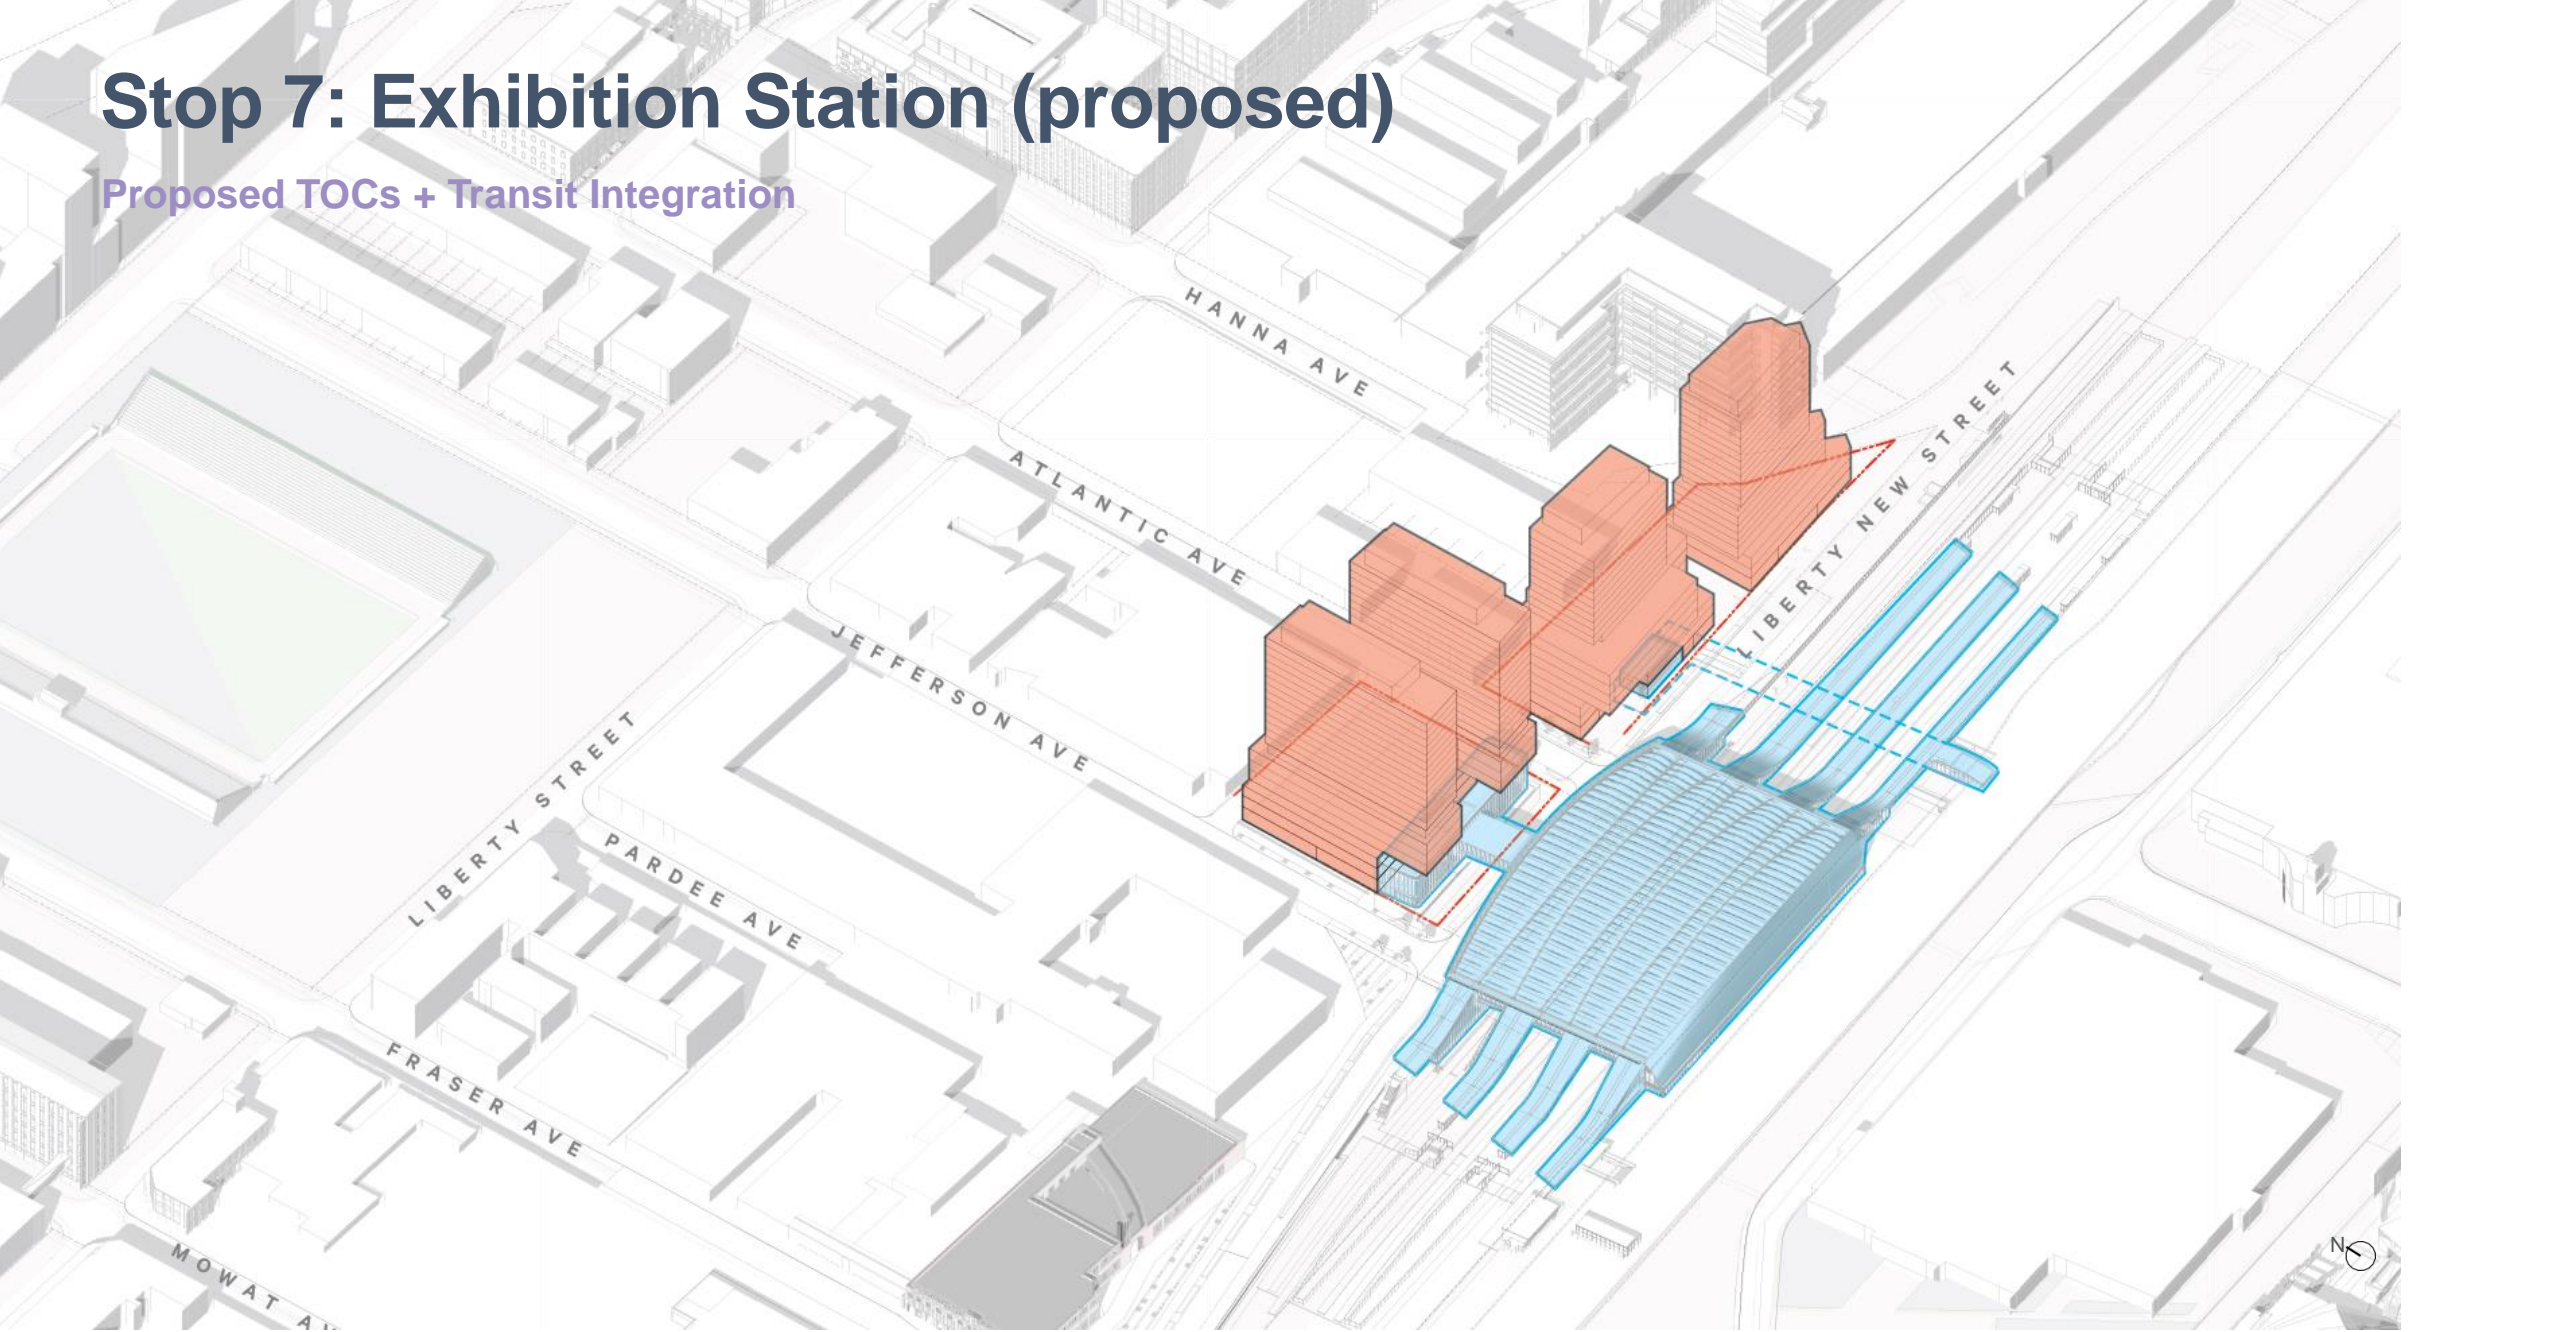 Stop 7: Exhibition Station (proposed)
Proposed TOCs + Transit Integration
HANNA AVE
LIBERTY NEW STREET
ATLANTIC AVE
JEFFERSON AVE
LIBERTY STREET
PARDEE AVE
FRASER AVE
MOWAT AV
N